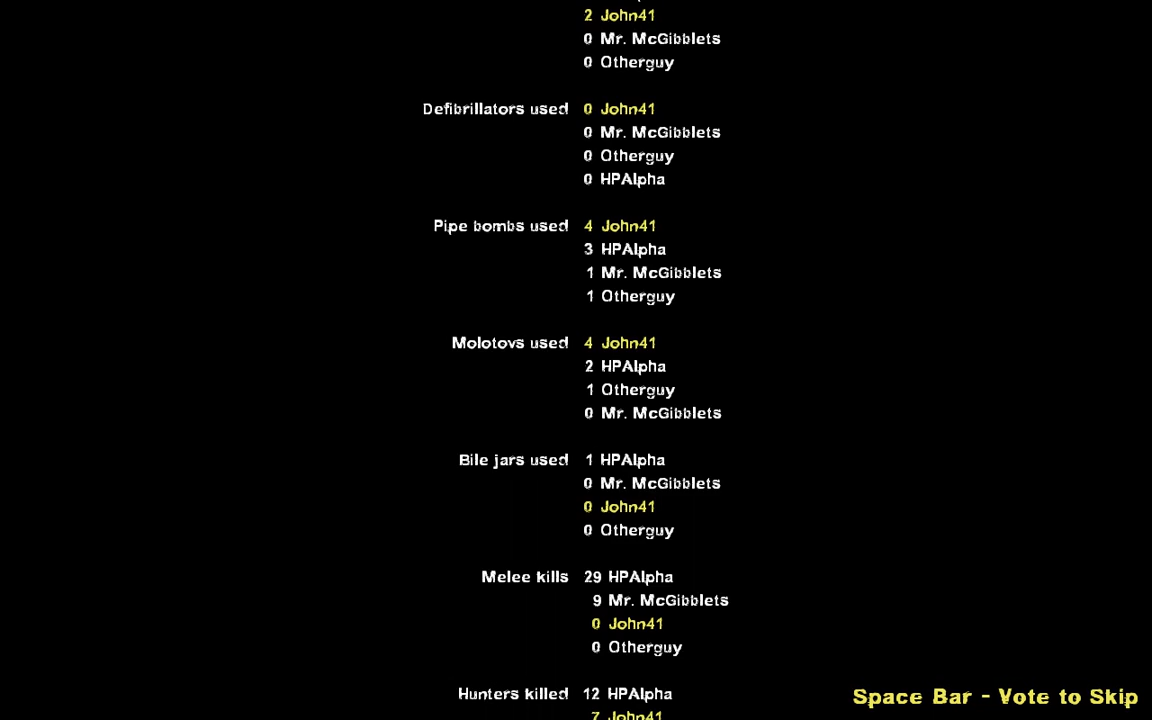 2 John41
0 Mr. McGibblets
0 Otherguy
Defibrillators used 0 John41
0 Mr. McGibblets
0 Otherguy
0 HPAlpha
Pipe bombs used 4 John41
3 HPAlpha
1 Mr. McGibblets
1 Otherguy
Molotovs used 4 John41
2 HPAlpha
1 Otherguy
0 Mr. McGibblets
Bile jars used 1 HPAlpha
0 Mr. McGibblets
0 John41
0 Otherguy
Melee kills 29 HPAlpha
9 Mr. McGibblets
0 John41
0 Otherguy
Hunters killed 12 HPAlpha
7 John41
Space Bar - Vote to Skip